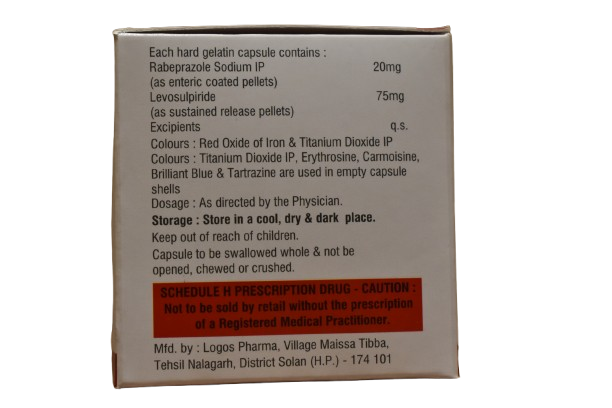 Each hard gelatin capsule contains :
Rabeprazole Sodium IP 20mg
(as enteric coated pellets)
Levosulpiride 75mg
(as sustained release pellets)
Excipients q.s.
Colours : Red Oxide of Iron & Titanium Dioxide IP
Colours : Titanium Dioxide IP, Erythrosine, Carmoisine,
Brilliant Blue & Tartrazine are used in empty capsule
shells
Dosage : As directed by the Physician.
Storage : Store in a cool, dry & dark place.
Keep out of reach of children.
Capsule to be swallowed whole & not be
opened, chewed or crushed.
SCHEDULE H PRESCRIPTION DRUG - CAUTION :
Not to be sold by retail without the prescription
of a Registered Medical Practitioner.
Mfd. by : Logos Pharma, Village Maissa Tibba,
Tehsil Nalagarh, District Solan (H.P.) - 174 101